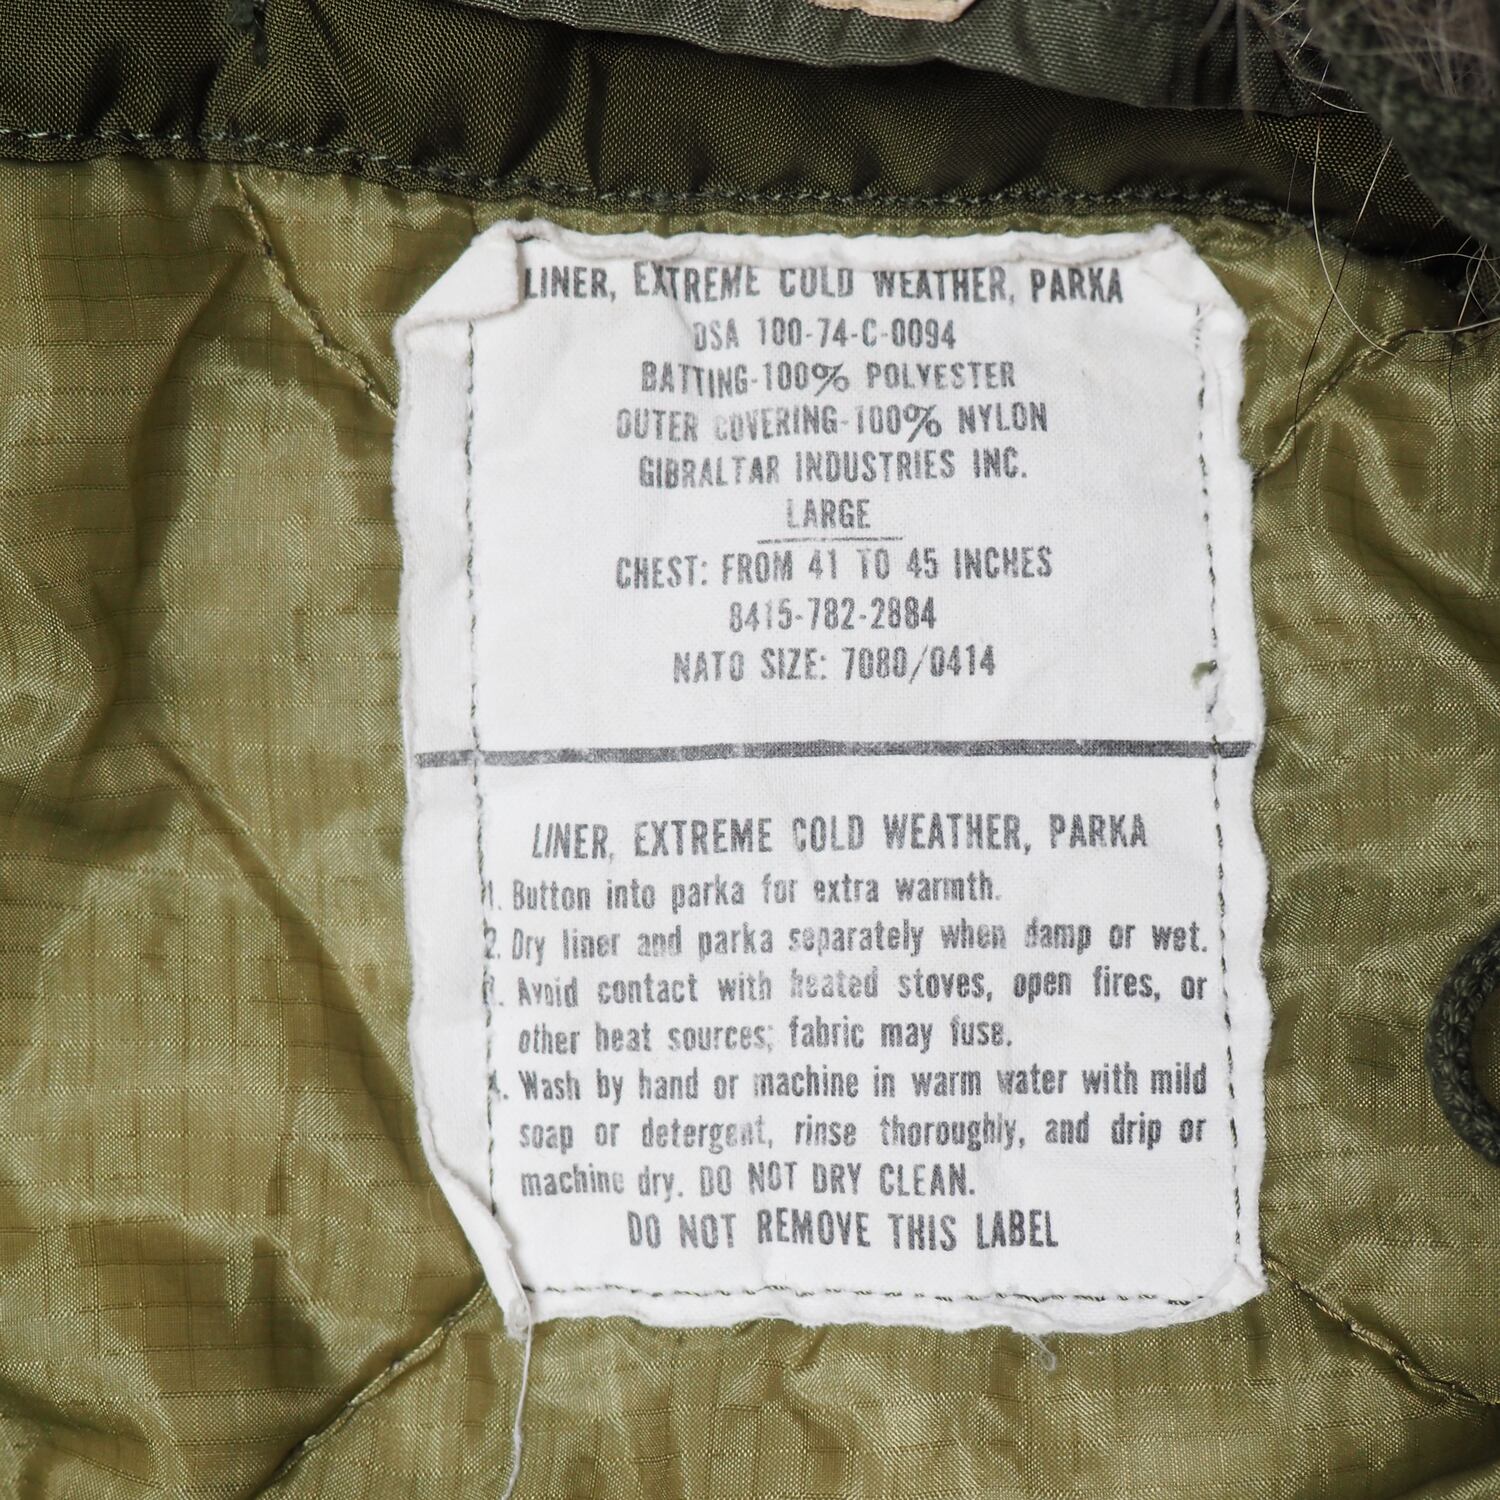 LINER, EXTREME COLD WEATHER, PARKA
DSA 100-74-C-0094
BATTING-100% POLYESTER
OUTER COVERING-100% NYLON
GIBRALTAR INDUSTRIES INC.
LARGE
CHEST: FROM 41 TO 45 INCHES
8415-782-2884
NATO SIZE: 7080/0414
LINER, EXTREME COLD WEATHER, PARKA
1. Button into parka for extra warmth.
2. Dry liner and parka separately when damp or wet.
3. Avoid contact with heated stoves, open fires, or
other heat sources; fabric may fuse.
4. Wash by hand or machine in warm water with mild
soap or detergent, rinse thoroughly, and drip or
machine dry. DO NOT DRY CLEAN.
DO NOT REMOVE THIS LABEL